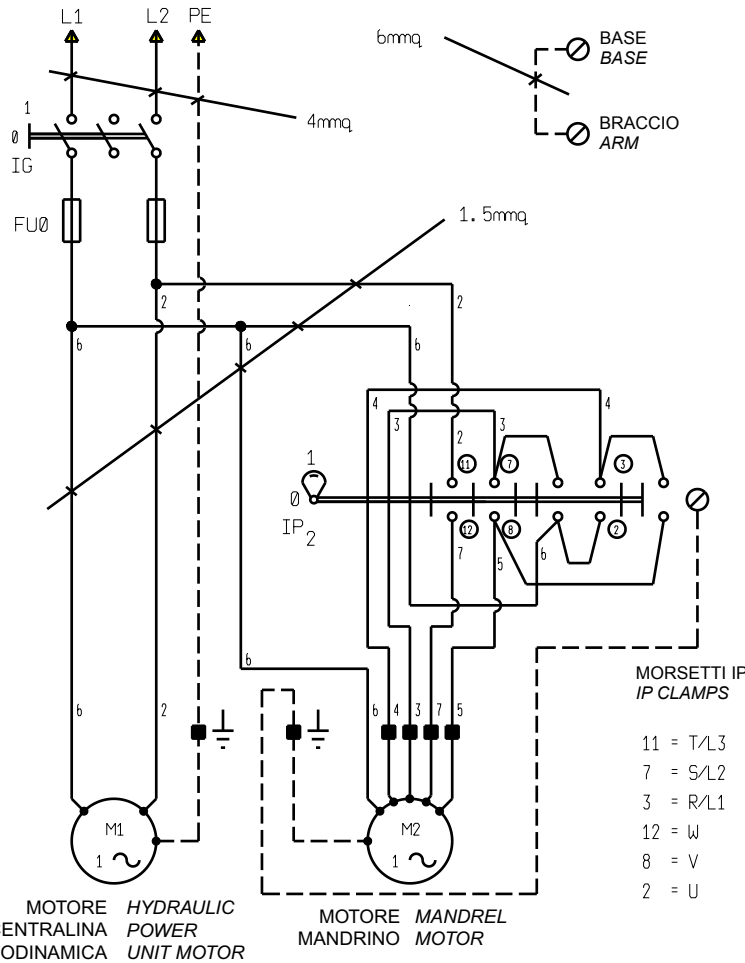 L1 L2 PE
6mmq
BASE
BASE
BRACCIO
ARM
4mmq
1
0
IG
FU0
1.5mmq
2 2
6 6 6
4 4
3 3
2
11 7 3
1
0
IP2
12 8 2
7 5 6
6
MORSETTI IP
IP CLAMPS
6 2 6 4 3 7 5
11 = T/L3
7 = S/L2
3 = R/L1
12 = W
8 = V
2 = U
M1
1
M2
1
MOTORE HYDRAULIC
CENTRALINA POWER
ODINAMICA UNIT MOTOR
MOTORE MANDREL
MANDRINO MOTOR